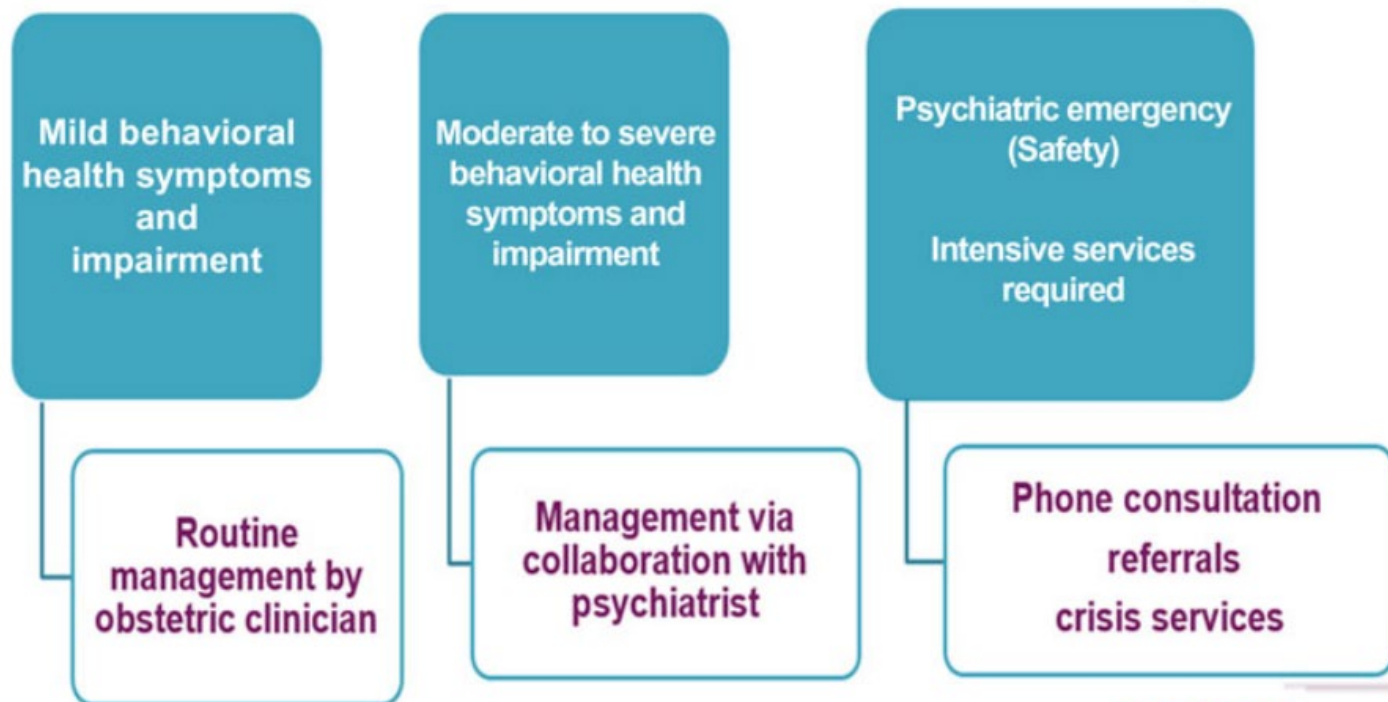 Mild behavioral
health symptoms
and
impairment
Routine
management by
obstetric clinician
Moderate to severe
behavioral health
symptoms and
impairment
Management via
collaboration with
psychiatrist
Psychiatric emergency
(Safety)
Intensive services
required
Phone consultation
referrals
crisis services